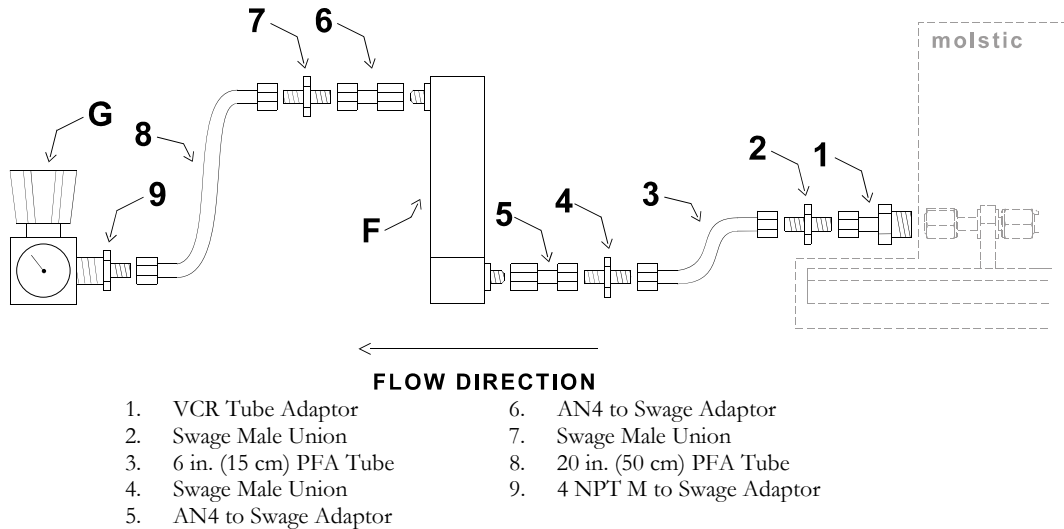 7
6
molstic
G
8
2
1
9
3
F
5
4
FLOW DIRECTION
1. VCR Tube Adaptor
2. Swage Male Union
3. 6 in. (15 cm) PFA Tube
4. Swage Male Union
5. AN4 to Swage Adaptor
6. AN4 to Swage Adaptor
7. Swage Male Union
8. 20 in. (50 cm) PFA Tube
9. 4 NPT M to Swage Adaptor